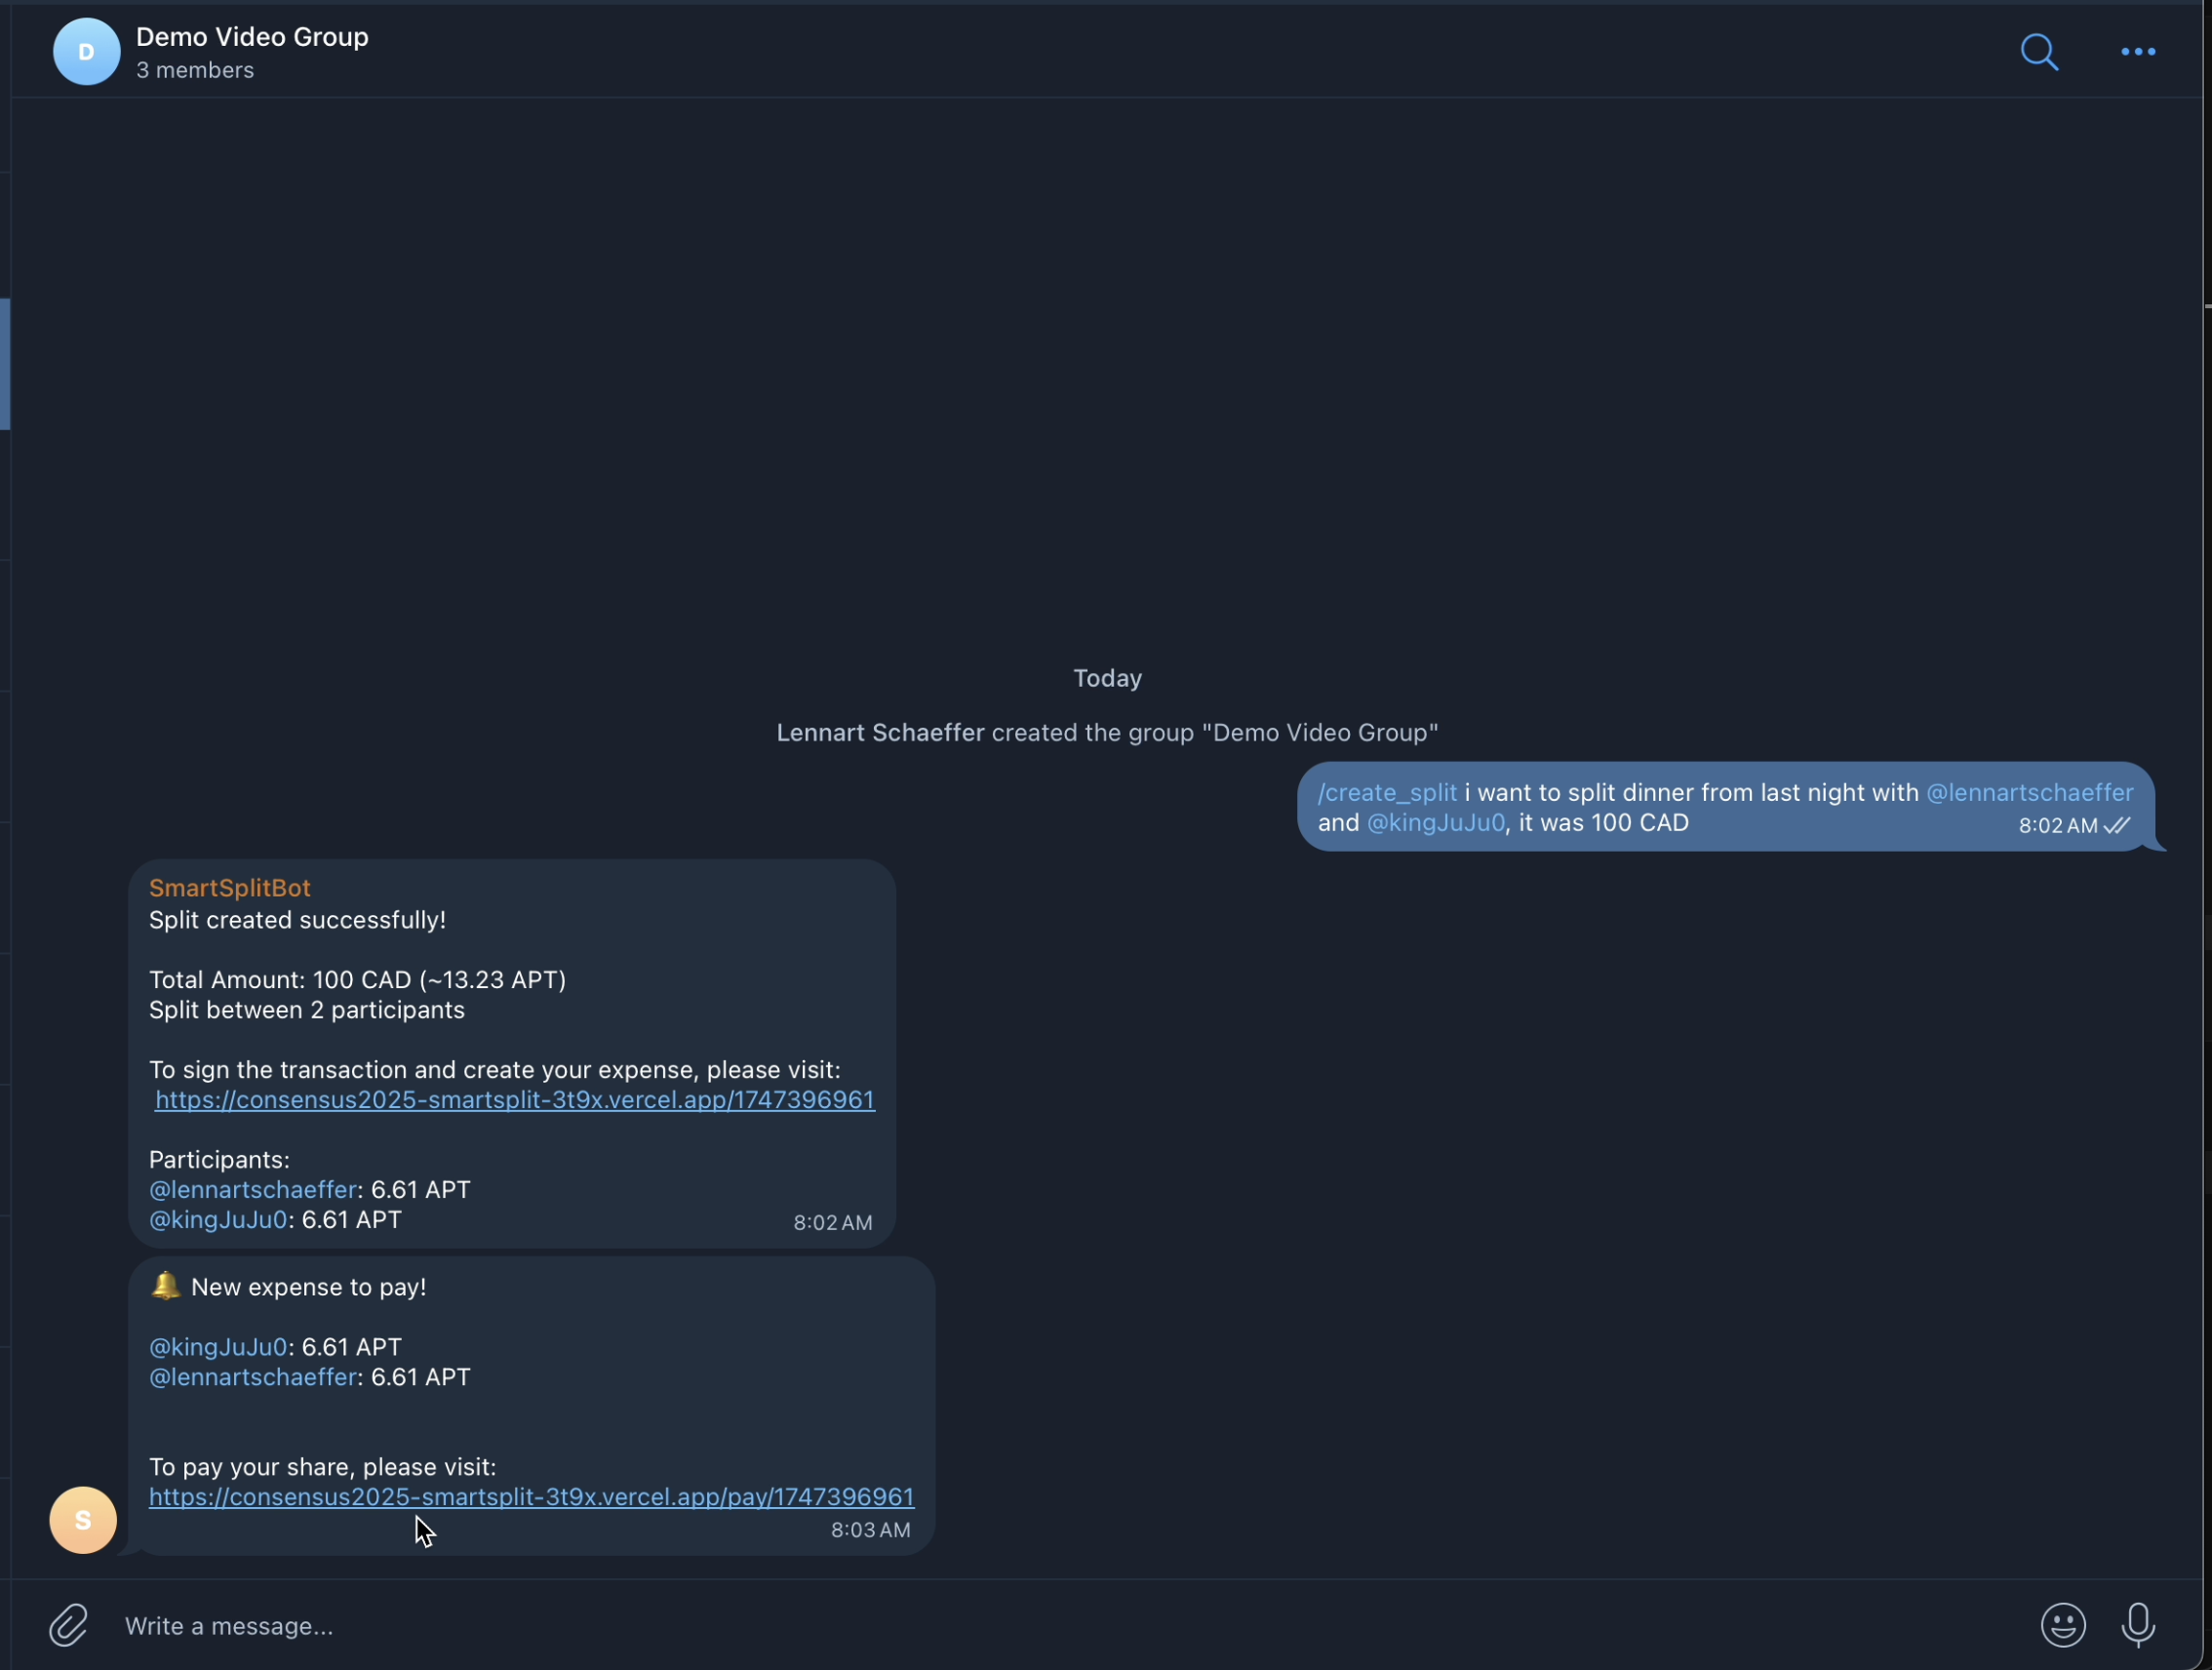 D
Demo Video Group
3 members
Today
Lennart Schaeffer created the group "Demo Video Group"
/create_split i want to split dinner from last night with @lennartschaeffer
and @kingJuJu0, it was 100 CAD
8:02 AM
SmartSplitBot
Split created successfully!
Total Amount: 100 CAD (~13.23 APT)
Split between 2 participants
To sign the transaction and create your expense, please visit:
https://consensus2025-smartsplit-3t9x.vercel.app/1747396961
Participants:
@lennartschaeffer: 6.61 APT
@kingJuJu0: 6.61 APT
8:02 AM
🔔 New expense to pay!
@kingJuJu0: 6.61 APT
@lennartschaeffer: 6.61 APT
To pay your share, please visit:
https://consensus2025-smartsplit-3t9x.vercel.app/pay/1747396961
8:03 AM
S
Write a message...